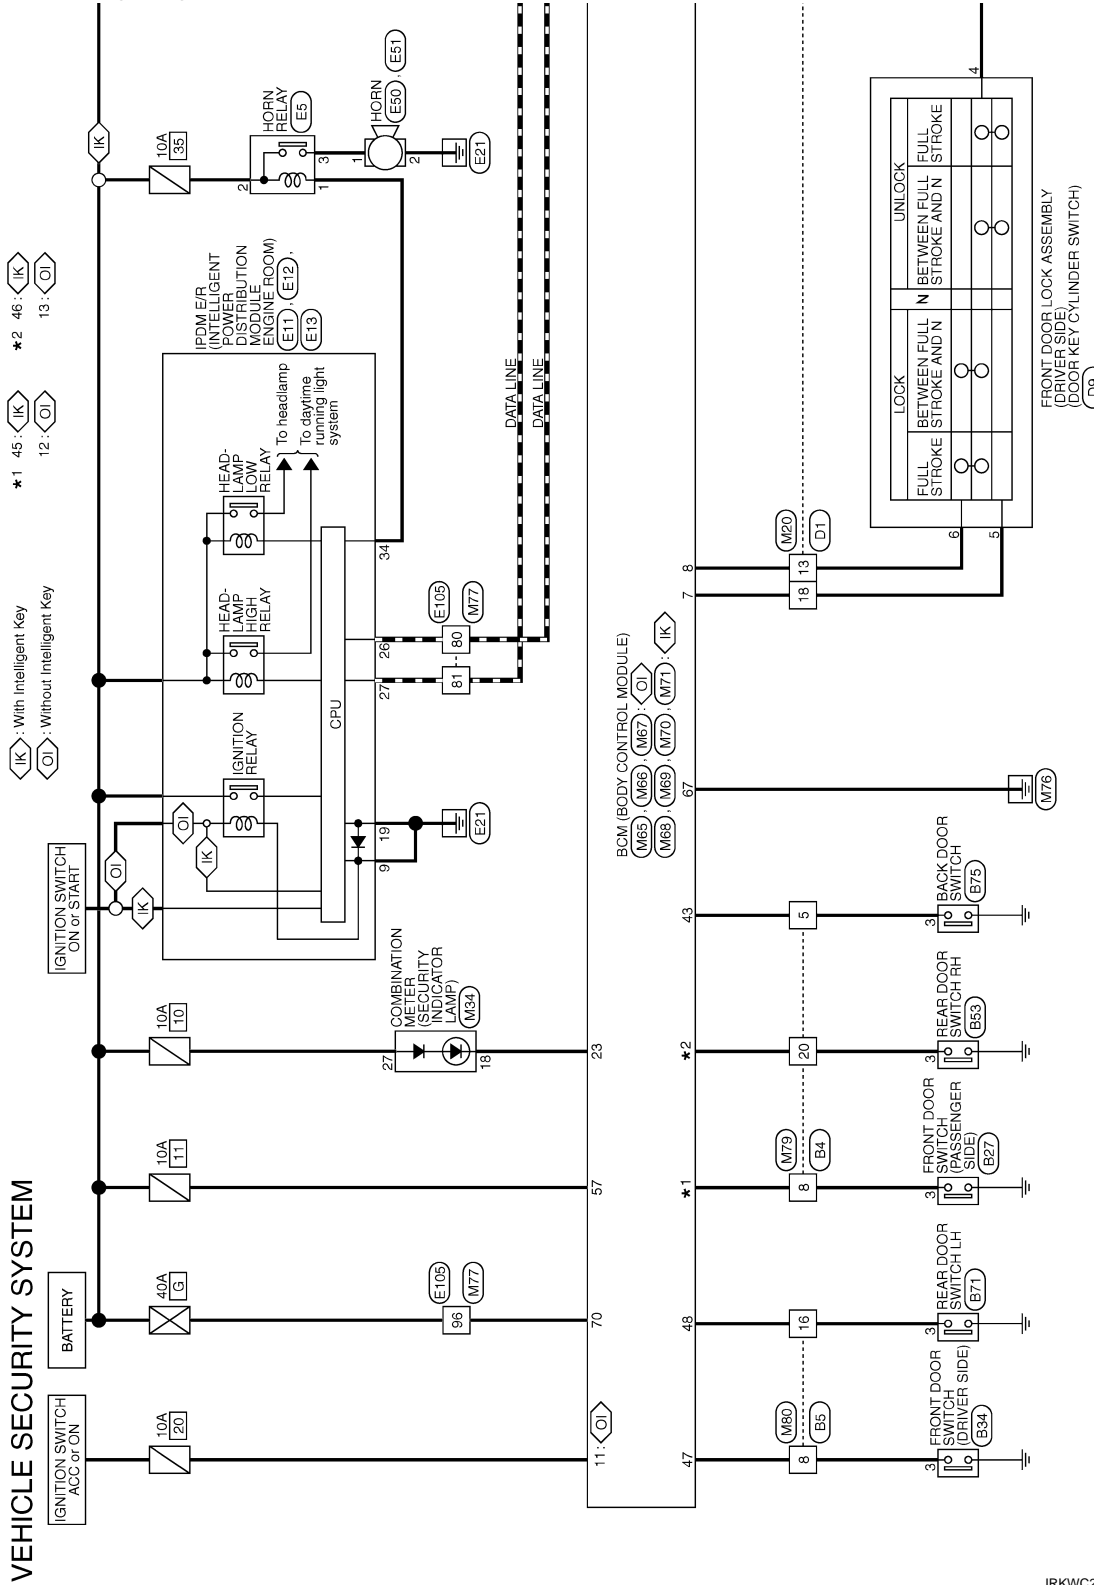 VEHICLE SECURITY SYSTEM
IK : With Intelligent Key
OI : Without Intelligent Key
*1 45 : IK
12 : OI
*2 46 : IK
13 : OI
IGNITION SWITCH
ACC or ON
BATTERY
IGNITION SWITCH
ON or START
OI
IK
IK
10A
20
40A
G
10A
11
10A
10
10A
35
OI
IK
IGNITION
RELAY
HEAD-
LAMP
HIGH
RELAY
HEAD-
LAMP
LOW
RELAY
To headlamp
To daytime
running light
system
CPU
IPDM E/R
(INTELLIGENT
POWER
DISTRIBUTION
MODULE
ENGINE ROOM)
E11 , E12 ,
E13
2
1
3
HORN
RELAY
E5
1
2
HORN
E50 , E51
E21
9
19
E21
27
26
34
81
80
E105
M77
DATA LINE
DATA LINE
96
E105
M77
27
18
COMBINATION
METER
(SECURITY
INDICATOR
LAMP)
M34
11 : OI
70
57
23
BCM (BODY CONTROL MODULE)
M65 , M66 , M67 : OI
M68 , M69 , M70 , M71 : IK
47
48
*1
*2
43
67
7
8
8
M80
B5
16
8
M79
B4
20
5
18
13
M20
D1
3
FRONT DOOR
SWITCH
(DRIVER SIDE)
B34
3
REAR DOOR
SWITCH LH
B71
3
FRONT DOOR
SWITCH
(PASSENGER
SIDE)
B27
3
REAR DOOR
SWITCH RH
B53
3
BACK DOOR
SWITCH
B75
M76
6
5
4
LOCK
N
UNLOCK
FULL
STROKE
BETWEEN FULL
STROKE AND N
BETWEEN FULL
STROKE AND N
FULL
STROKE
FRONT DOOR LOCK ASSEMBLY
(DRIVER SIDE)
(DOOR KEY CYLINDER SWITCH)